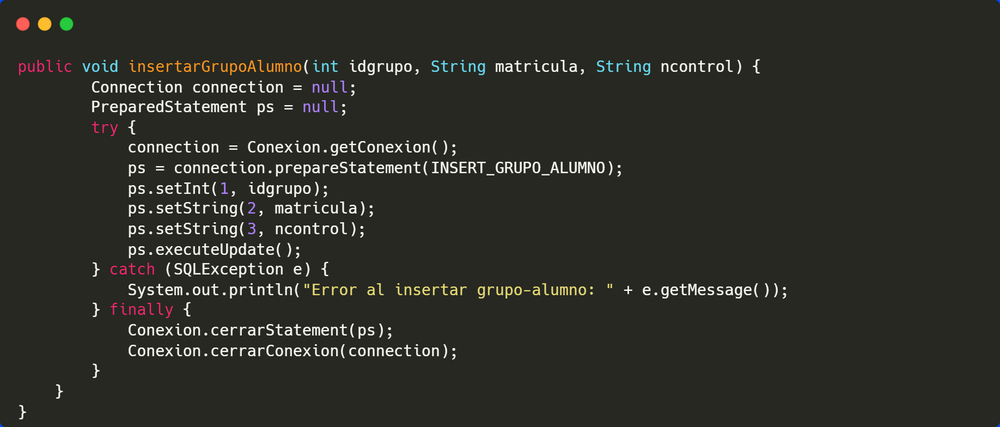 public void insertarGrupoAlumno(int idgrupo, String matricula, String ncontrol) {
        Connection connection = null;
        PreparedStatement ps = null;
        try {
            connection = Conexion.getConexion();
            ps = connection.prepareStatement(INSERT_GRUPO_ALUMNO);
            ps.setInt(1, idgrupo);
            ps.setString(2, matricula);
            ps.setString(3, ncontrol);
            ps.executeUpdate();
        } catch (SQLException e) {
            System.out.println("Error al insertar grupo-alumno: " + e.getMessage());
        } finally {
            Conexion.cerrarStatement(ps);
            Conexion.cerrarConexion(connection);
        }
    }
}